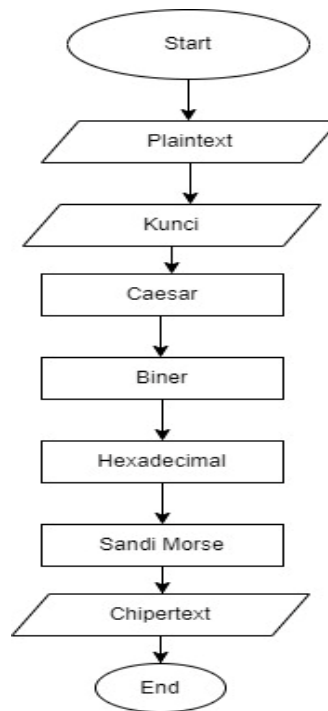 Start
Plaintext
Kunci
Caesar
Biner
Hexadecimal
Sandi Morse
Chipertext
End